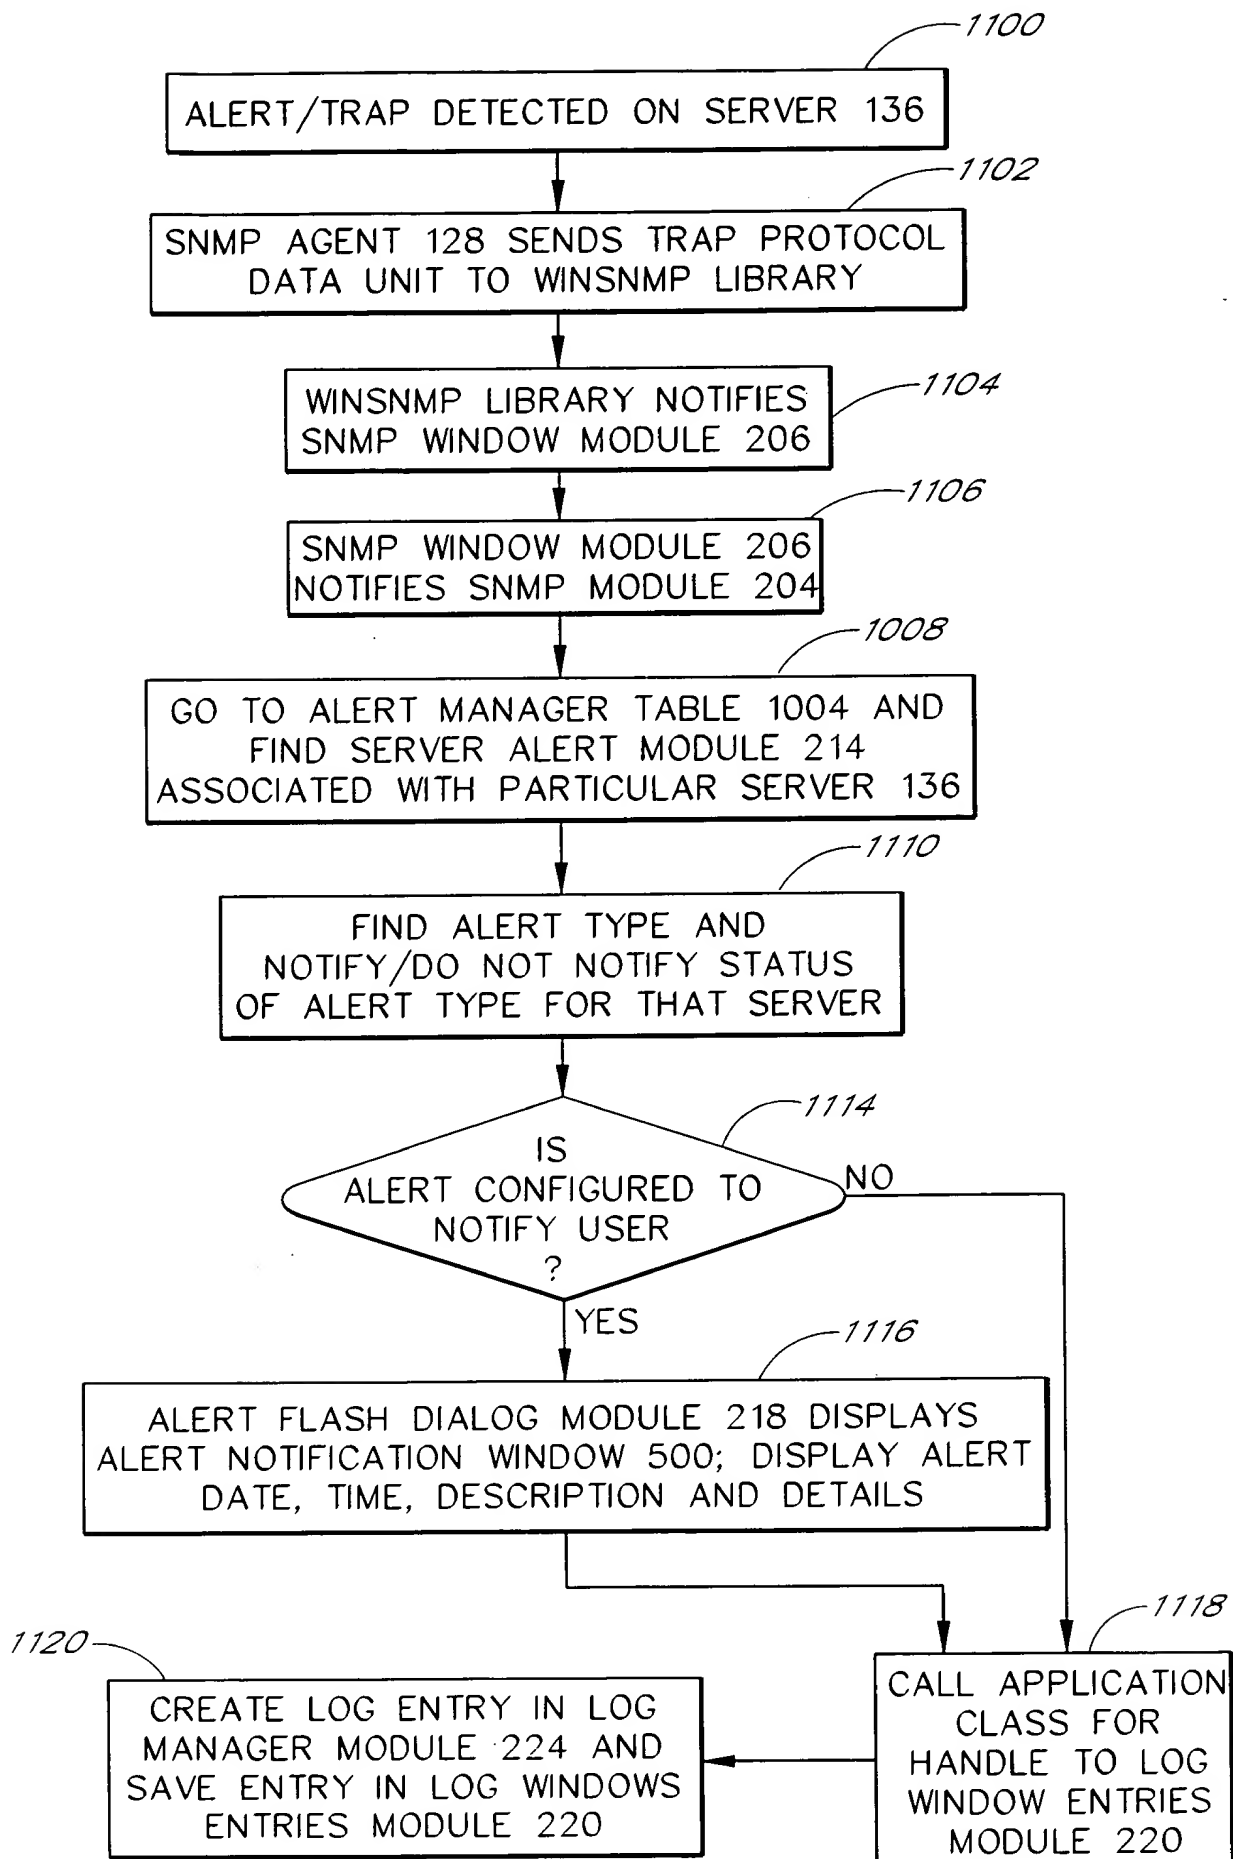 1100
ALERT/TRAP DETECTED ON SERVER 136
1102
SNMP AGENT 128 SENDS TRAP PROTOCOL
DATA UNIT TO WINSNMP LIBRARY
1104
WINSNMP LIBRARY NOTIFIES
SNMP WINDOW MODULE 206
1106
SNMP WINDOW MODULE 206
NOTIFIES SNMP MODULE 204
1008
GO TO ALERT MANAGER TABLE 1004 AND
FIND SERVER ALERT MODULE 214
ASSOCIATED WITH PARTICULAR SERVER 136
1110
FIND ALERT TYPE AND
NOTIFY/DO NOT NOTIFY STATUS
OF ALERT TYPE FOR THAT SERVER
1114
IS
ALERT CONFIGURED TO
NOTIFY USER
?
NO
YES
1116
ALERT FLASH DIALOG MODULE 218 DISPLAYS
ALERT NOTIFICATION WINDOW 500; DISPLAY ALERT
DATE, TIME, DESCRIPTION AND DETAILS
1118
CALL APPLICATION
CLASS FOR
HANDLE TO LOG
WINDOW ENTRIES
MODULE 220
1120
CREATE LOG ENTRY IN LOG
MANAGER MODULE 224 AND
SAVE ENTRY IN LOG WINDOWS
ENTRIES MODULE 220